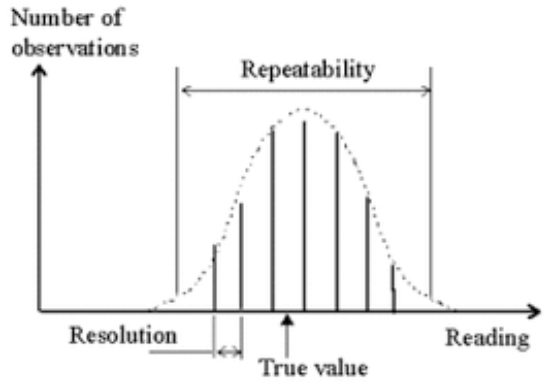 Number of
observations
Repeatability
Resolution
Reading
True value